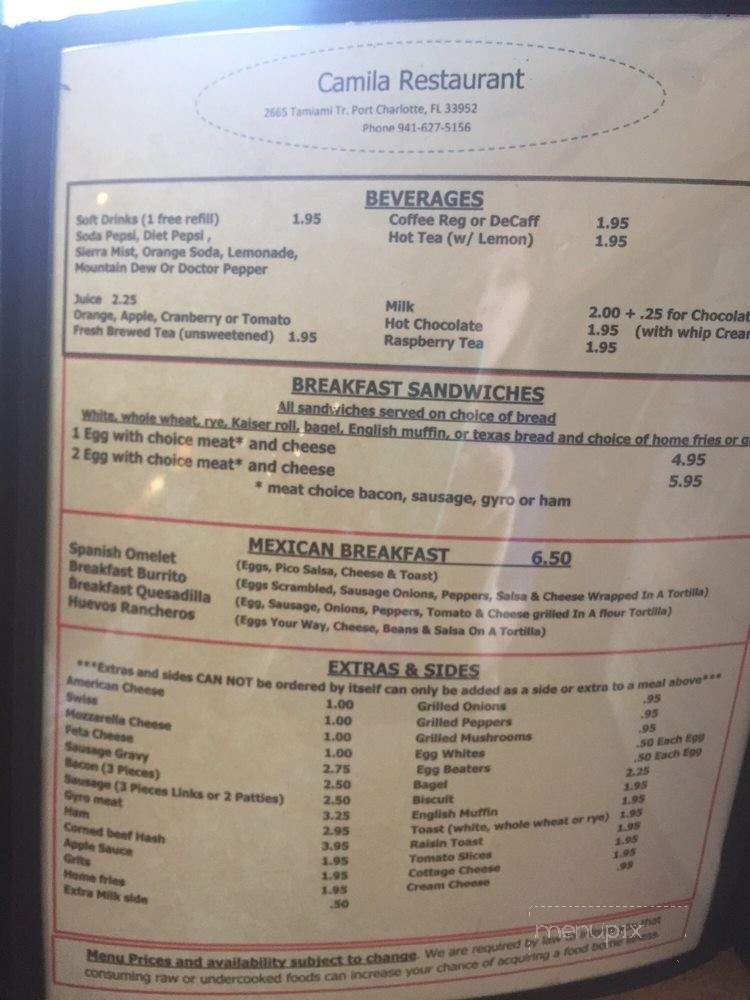 Camila Restaurant
2665 Tamiami Tr. Port Charlotte, FL 33952
Phone 941-627-5156
BEVERAGES
Soft Drinks (1 free refill) 1.95 Coffee Reg or DeCaff 1.95
Soda Pepsi, Diet Pepsi , Hot Tea (w/ Lemon) 1.95
Sierra Mist, Orange Soda, Lemonade,
Mountain Dew Or Doctor Pepper
Juice 2.25 Milk 2.00 + .25 for Chocolat
Orange, Apple, Cranberry or Tomato Hot Chocolate 1.95 (with whip Crear
Fresh Brewed Tea (unsweetened) 1.95 Raspberry Tea 1.95
BREAKFAST SANDWICHES
All sandwiches served on choice of bread
White, whole wheat, rye, Kaiser roll, bagel, English muffin, or texas bread and choice of home fries or g
1 Egg with choice meat* and cheese 4.95
2 Egg with choice meat* and cheese 5.95
* meat choice bacon, sausage, gyro or ham
MEXICAN BREAKFAST 6.50
Spanish Omelet (Eggs, Pico Salsa, Cheese & Toast)
Breakfast Burrito (Eggs Scrambled, Sausage Onions, Peppers, Salsa & Cheese Wrapped In A Tortilla)
Breakfast Quesadilla (Egg, Sausage, Onions, Peppers, Tomato & Cheese grilled In A flour Tortilla)
Huevos Rancheros (Eggs Your Way, Cheese, Beans & Salsa On A Tortilla)
EXTRAS & SIDES
***Extras and sides CAN NOT be ordered by itself can only be added as a side or extra to a meal above***
American Cheese 1.00 Grilled Onions .95
Swiss 1.00 Grilled Peppers .95
Mozzarella Cheese 1.00 Grilled Mushrooms .95
Feta Cheese 1.00 Egg Whites .50 Each Egg
Sausage Gravy 2.75 Egg Beaters .50 Each Egg
Bacon (3 Pieces) 2.50 Bagel 2.25
Sausage (3 Pieces Links or 2 Patties) 2.50 Biscuit 1.95
Gyro meat 3.25 English Muffin 1.95
Ham 2.95 Toast (white, whole wheat or rye) 1.95
Corned beef Hash 3.95 Raisin Toast 1.95
Apple Sauce 1.95 Tomato Slices 1.95
Grits 1.95 Cottage Cheese 1.95
Home fries 1.95 Cream Cheese .95
Extra Milk side .50
Menu Prices and availability subject to change. We are required by law that
consuming raw or undercooked foods can increase your chance of acquiring a food borne illness.
menupix